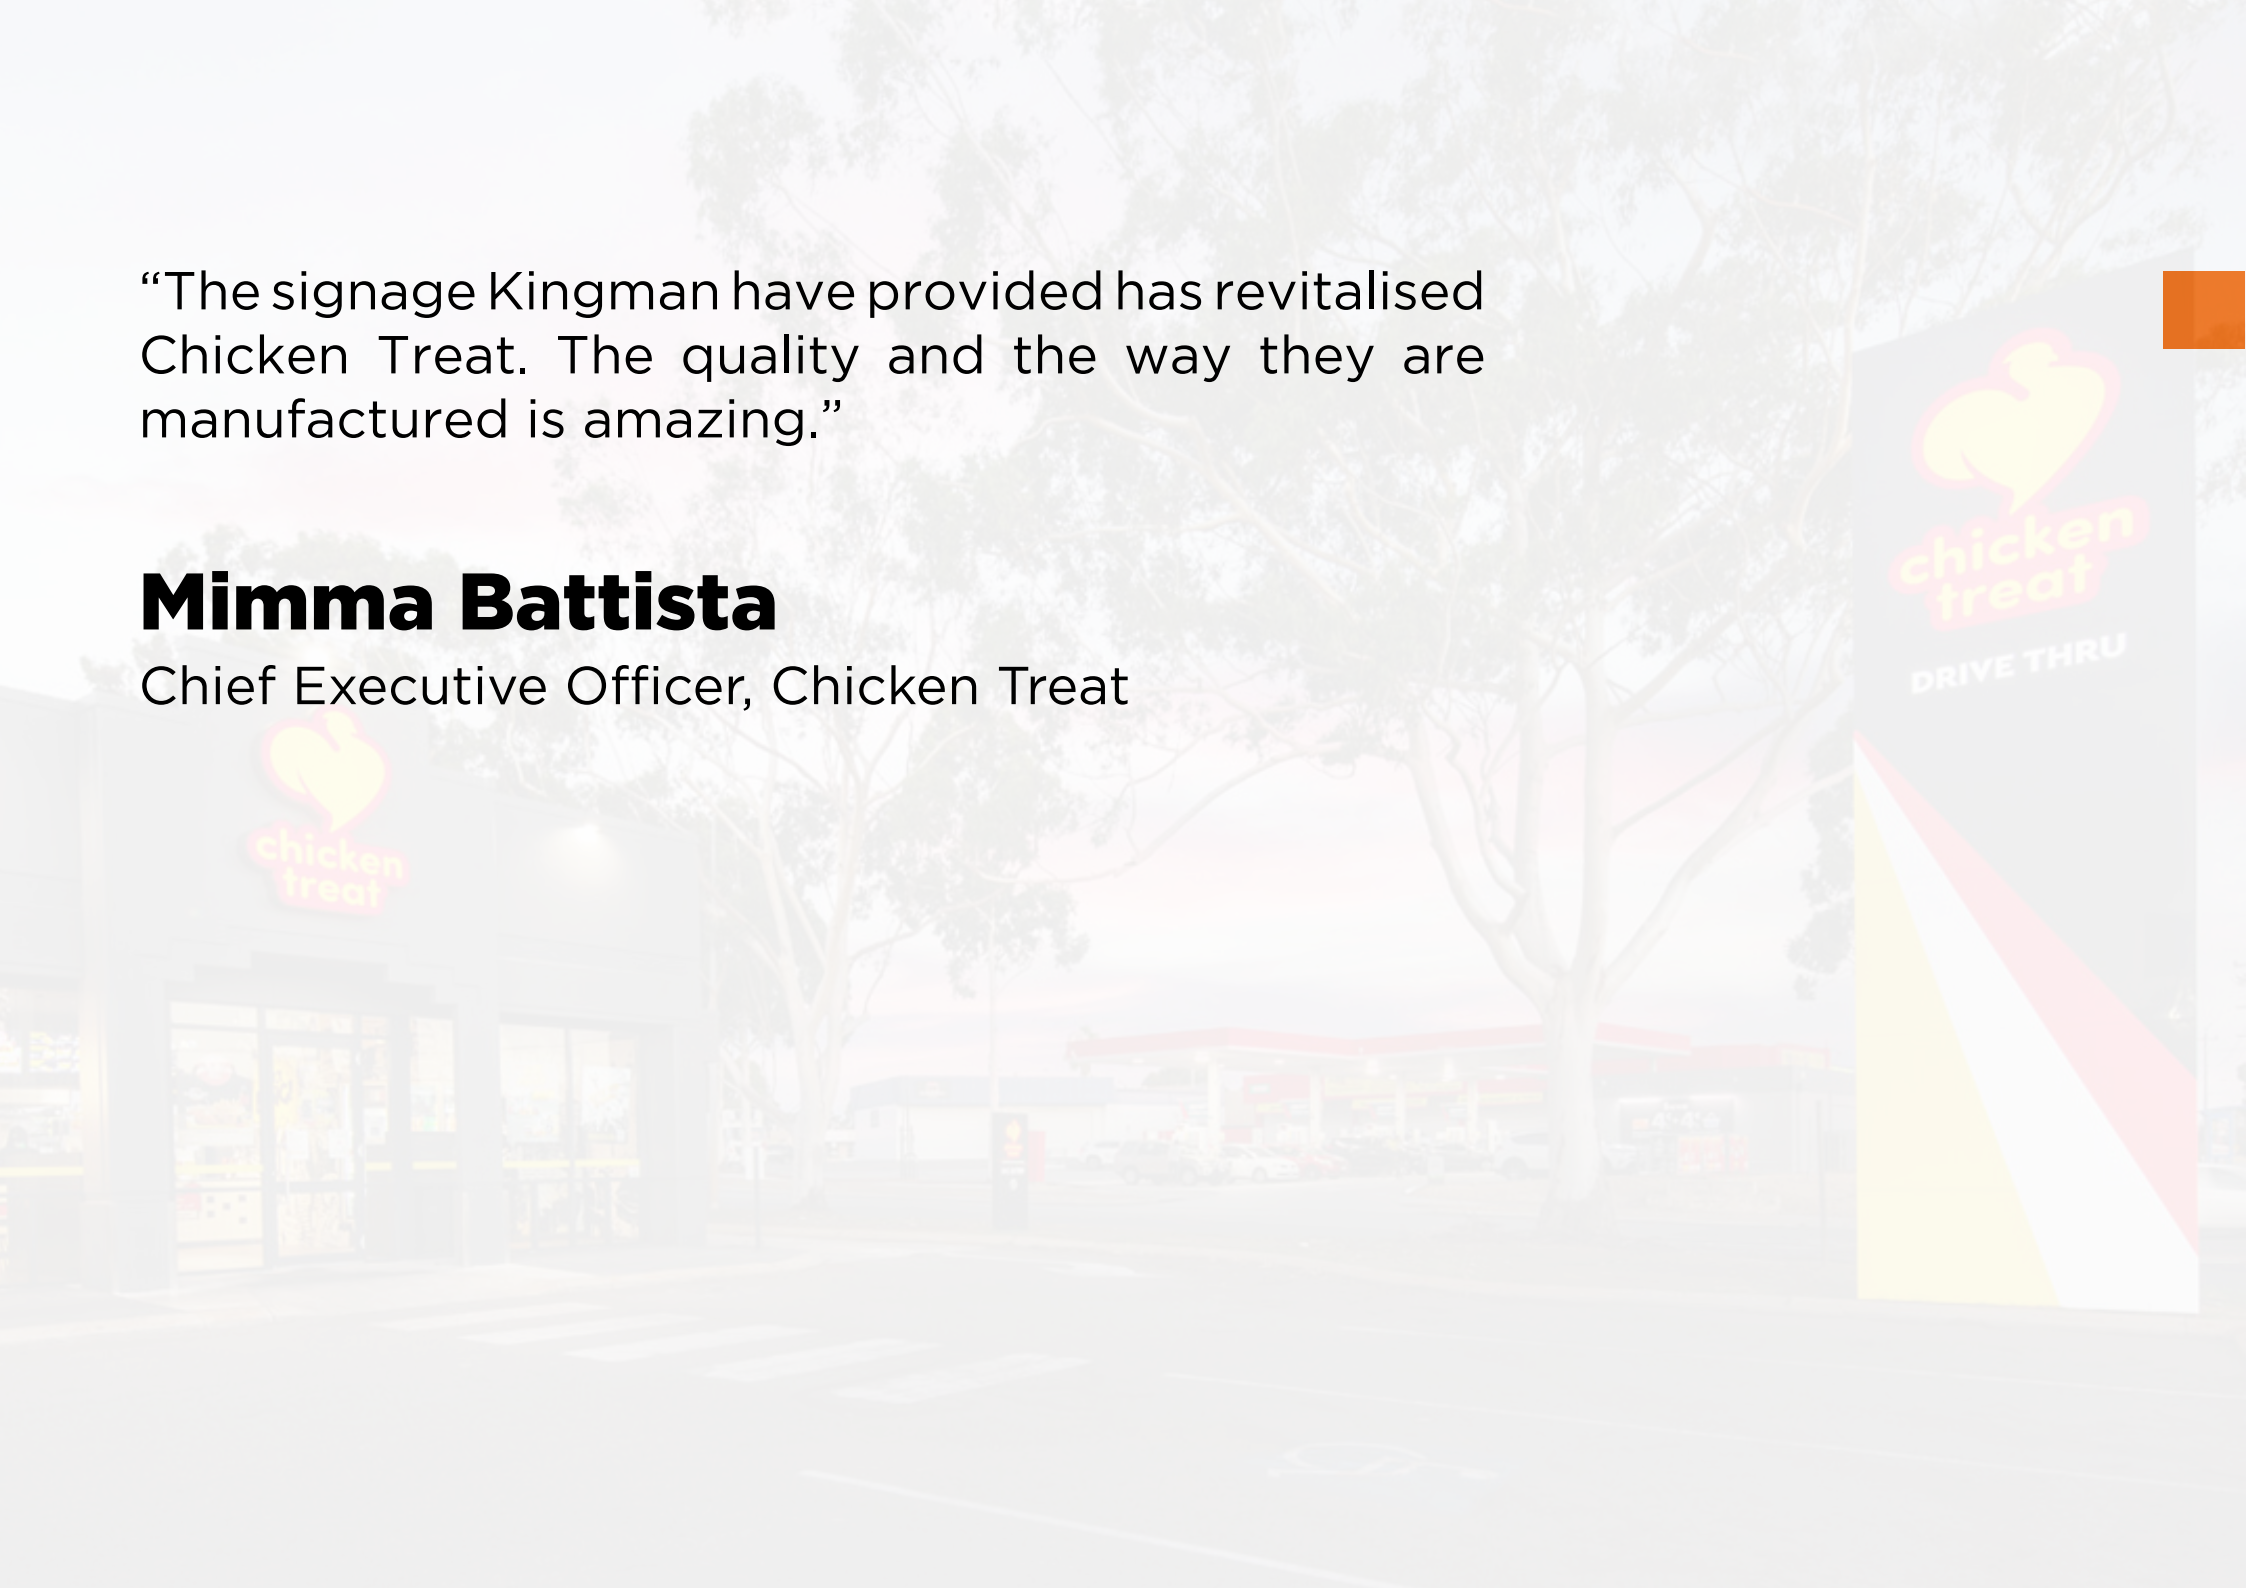 “The signage Kingman have provided has revitalised
Chicken Treat. The quality and the way they are
manufactured is amazing.”
Mimma Battista
Chief Executive Officer, Chicken Treat
chicken
treat
DRIVE THRU
chicken
treat